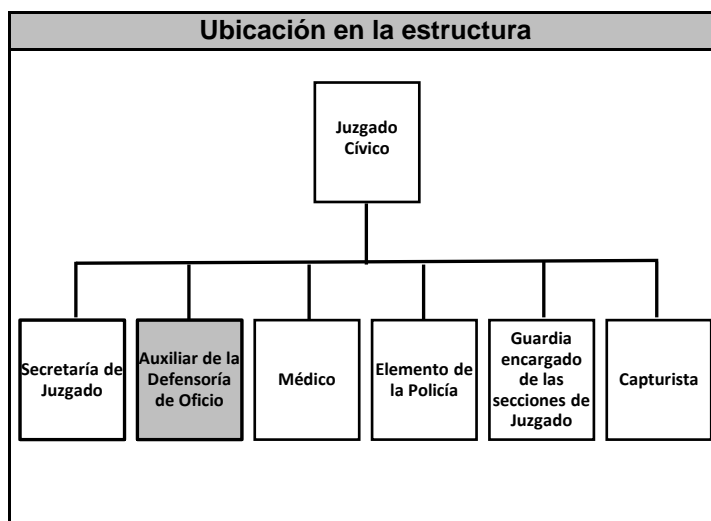 Ubicación en la estructura
Juzgado
Cívico
Secretaría de
Juzgado
Auxiliar de la
Defensoría
de Oficio
Médico
Elemento de
la Policía
Guardia
encargado
de las
secciones de
Juzgado
Capturista